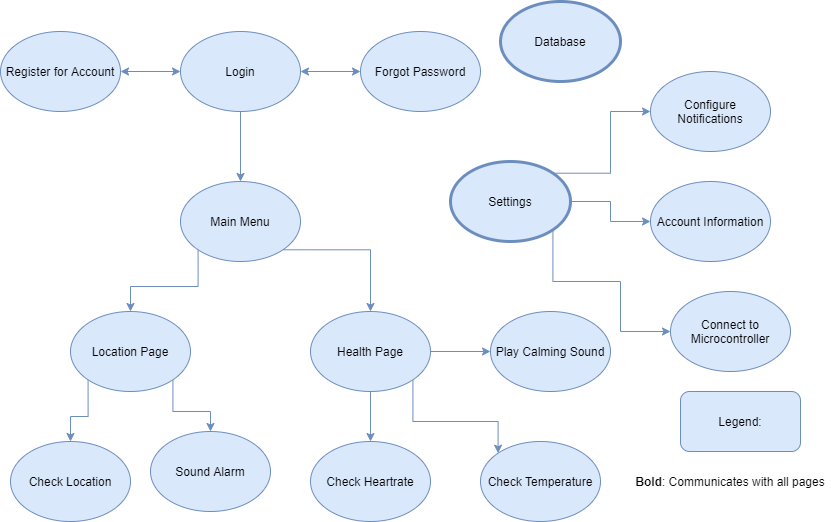 Database
Register for Account
Login
Forgot Password
Configure
Notifications
Settings
Main Menu
Account Information
Location Page
Health Page
Play Calming Sound
Connect to
Microcontroller
Legend:
Check Location
Sound Alarm
Check Heartrate
Check Temperature
Bold: Communicates with all pages